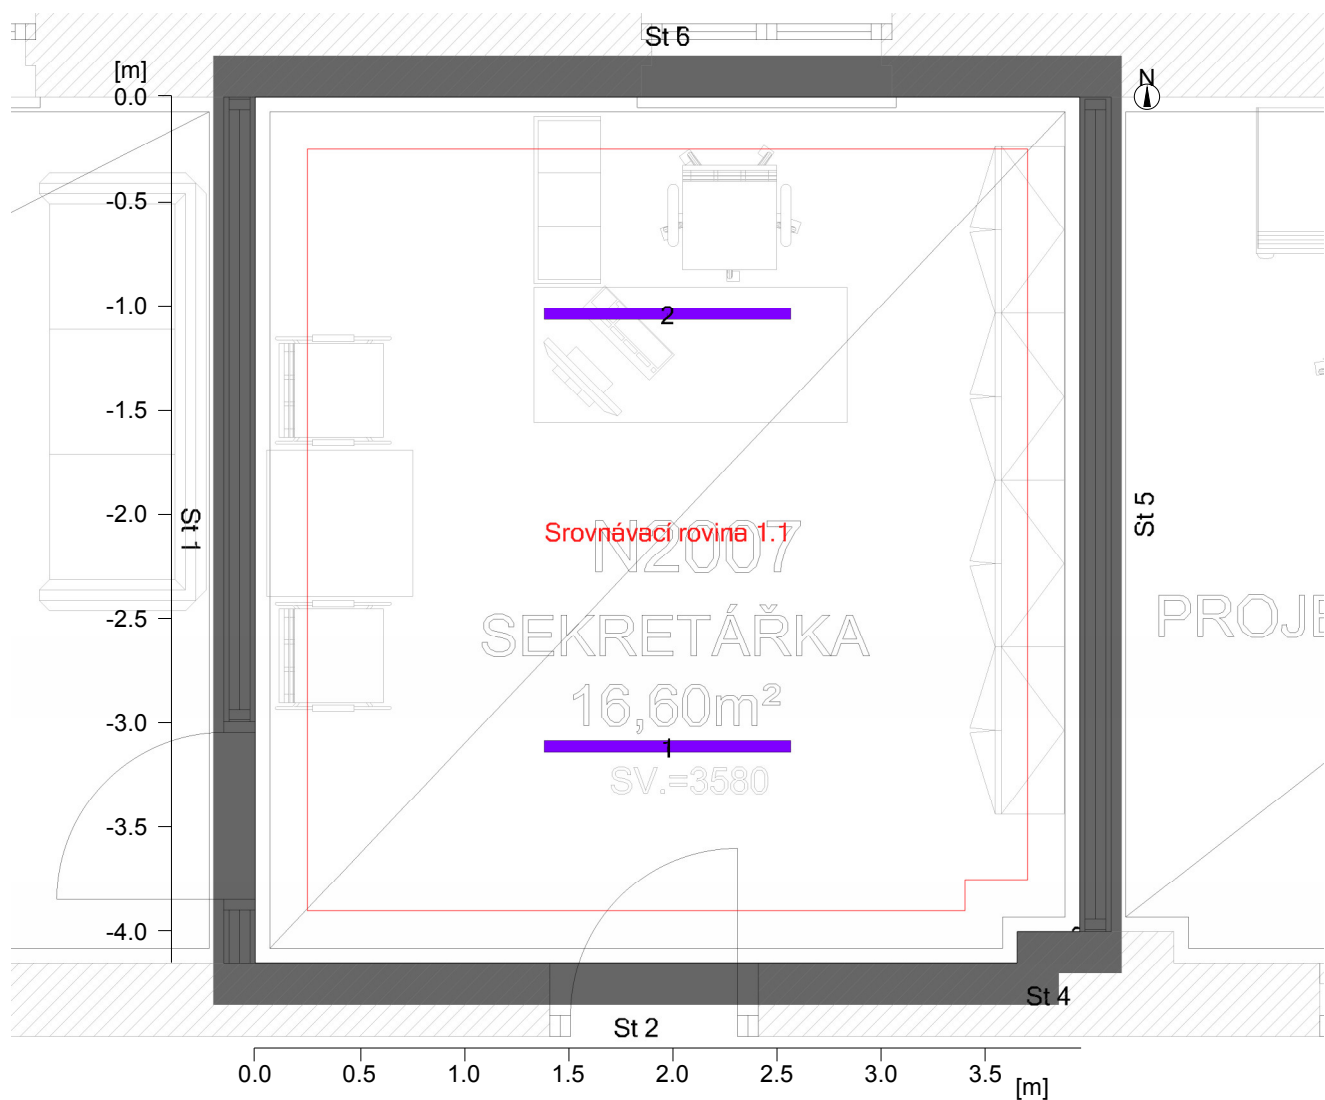 St 6
[m]
N
0.0
-0.5
-1.0
2
-1.5
-2.0
St 1
St 5
Srovnávací rovina 1.1
N2007
-2.5
SEKRETÁŘKA
PROJE
16,60m²
-3.0
1
SV.=3580
-3.5
-4.0
St 4
St 2
0.0 0.5 1.0 1.5 2.0 2.5 3.0 3.5 [m]